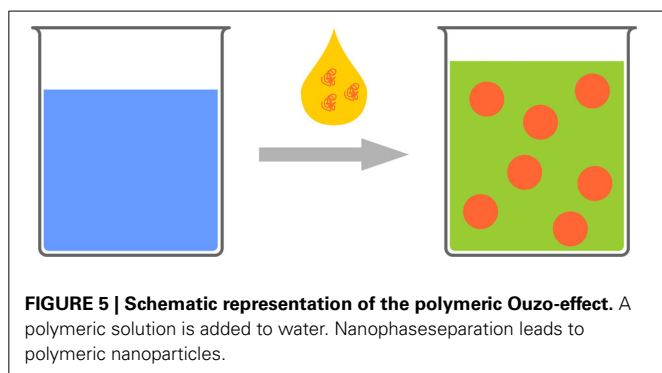 FIGURE 5 | Schematic representation of the polymeric Ouzo-effect. A
polymeric solution is added to water. Nanophaseseparation leads to
polymeric nanoparticles.